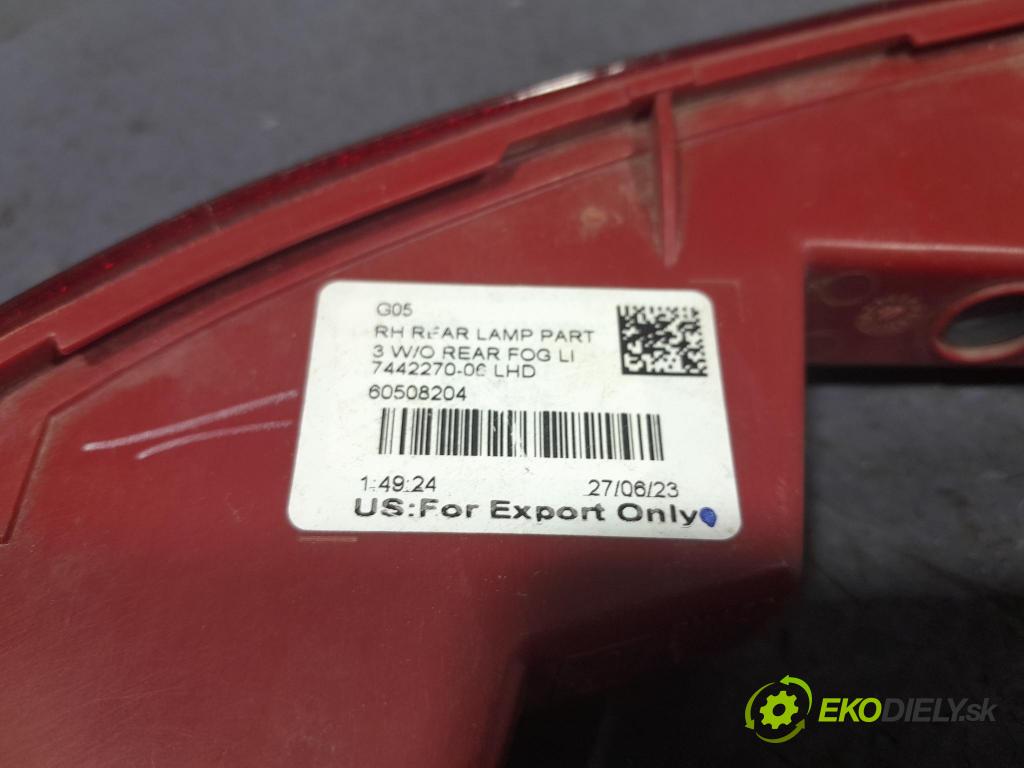 G05
RH REAR LAMP PART
3 W/O REAR FOG LI
7442270-06 LHD
60508204
1:49:24 27/06/23
US:For Export Only
EKODIELY.sk